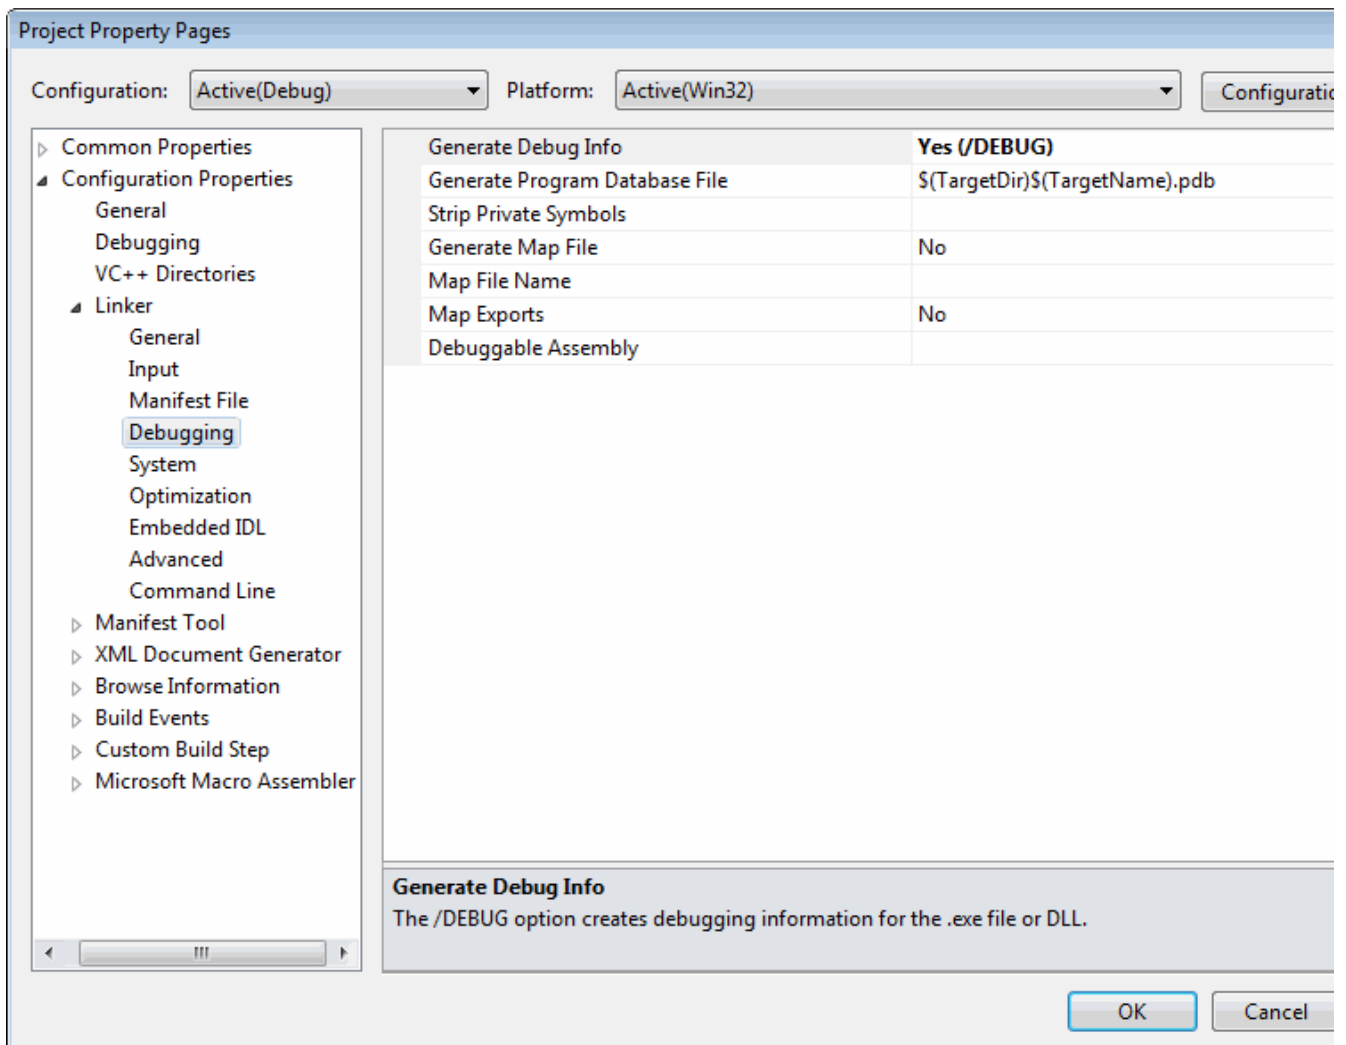 Project Property Pages
Configuration: Active(Debug) Platform: Active(Win32) Configuratio
Common Properties
Configuration Properties
General
Debugging
VC++ Directories
Linker
General
Input
Manifest File
Debugging
System
Optimization
Embedded IDL
Advanced
Command Line
Manifest Tool
XML Document Generator
Browse Information
Build Events
Custom Build Step
Microsoft Macro Assembler
Generate Debug Info Yes (/DEBUG)
Generate Program Database File $(TargetDir)$(TargetName).pdb
Strip Private Symbols
Generate Map File No
Map File Name
Map Exports No
Debuggable Assembly
Generate Debug Info
The /DEBUG option creates debugging information for the .exe file or DLL.
OK Cancel